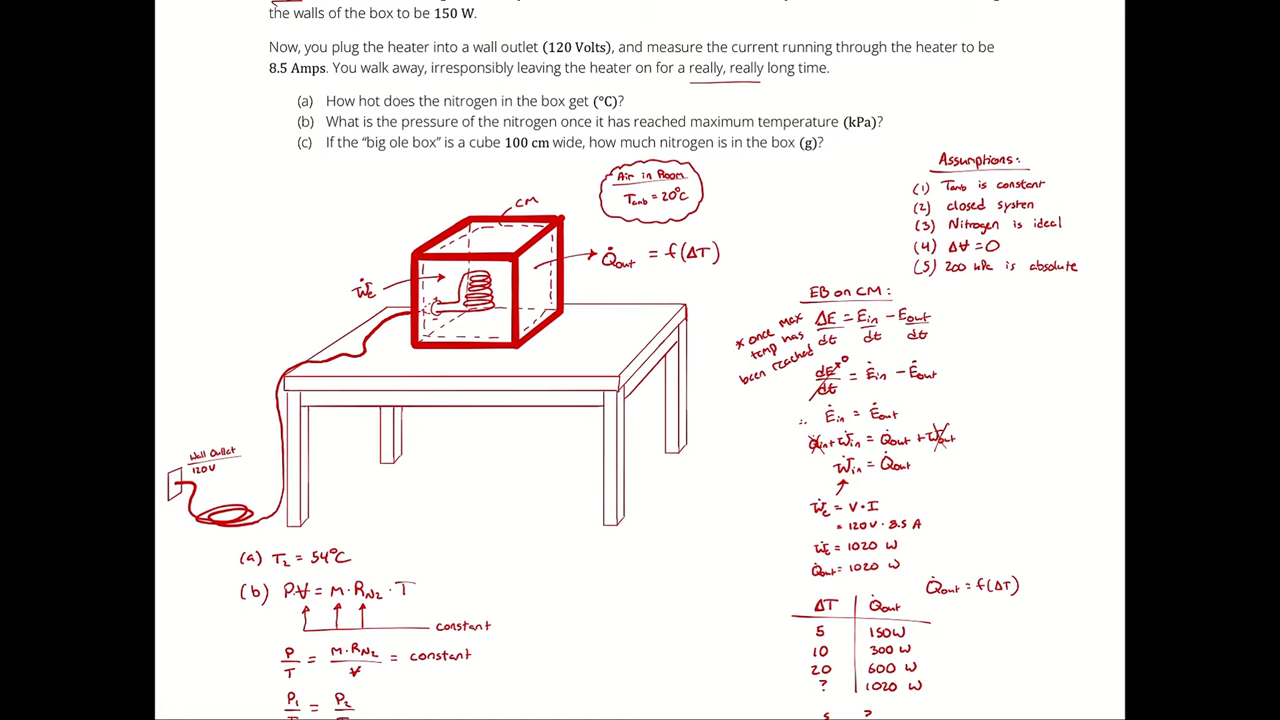 the walls of the box to be 150 W.
Now, you plug the heater into a wall outlet (120 Volts), and measure the current running through the heater to be
8.5 Amps. You walk away, irresponsibly leaving the heater on for a really, really long time.
(a) How hot does the nitrogen in the box get (°C)?
(b) What is the pressure of the nitrogen once it has reached maximum temperature (kPa)?
(c) If the “big ole box” is a cube 100 cm wide, how much nitrogen is in the box (g)?
Air in Room
Tamb = 20°C
CM
Q̇out = f(ΔT)
Ẇe
Wall Outlet
120V
Assumptions:
(1) Tamb is constant
(2) closed system
(3) Nitrogen is ideal
(4) ΔV = 0
(5) 200 kPa is absolute
EB on CM:
* once max
temp has
been reached
ΔE/dt = Ein/dt - Eout/dt
dE/dt = Ėin - Ėout
0
∴ Ėin = Ėout
Q̇in + Ẇin = Q̇out + Ẇout
Ẇin = Q̇out
Ẇe = V · I
= 120V · 8.5 A
Ẇe = 1020 W
Q̇out = 1020 W
Q̇out = f(ΔT)
ΔT Q̇out
5 150W
10 300 W
20 600 W
? 1020 W
5 ?
(a) T2 = 54°C
(b) P·V = M·RN2·T
constant
P/T = M·RN2/V = constant
P1/T = P2/T